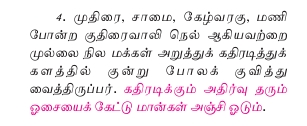 4. முதிரை, சாமை, கேழ்வரகு, மணி
போன்ற குதிரைவாலி நெல் ஆகியவற்றை
முல்லை நில மக்கள் அறுத்துக் கதிரடித்துக்
களத்தில் குன்று போலக் குவித்து
வைத்திருப்பர். கதிரடிக்கும் அதிர்வு தரும்
ஓசையைக் கேட்டு மான்கள் அஞ்சி ஓடும்.